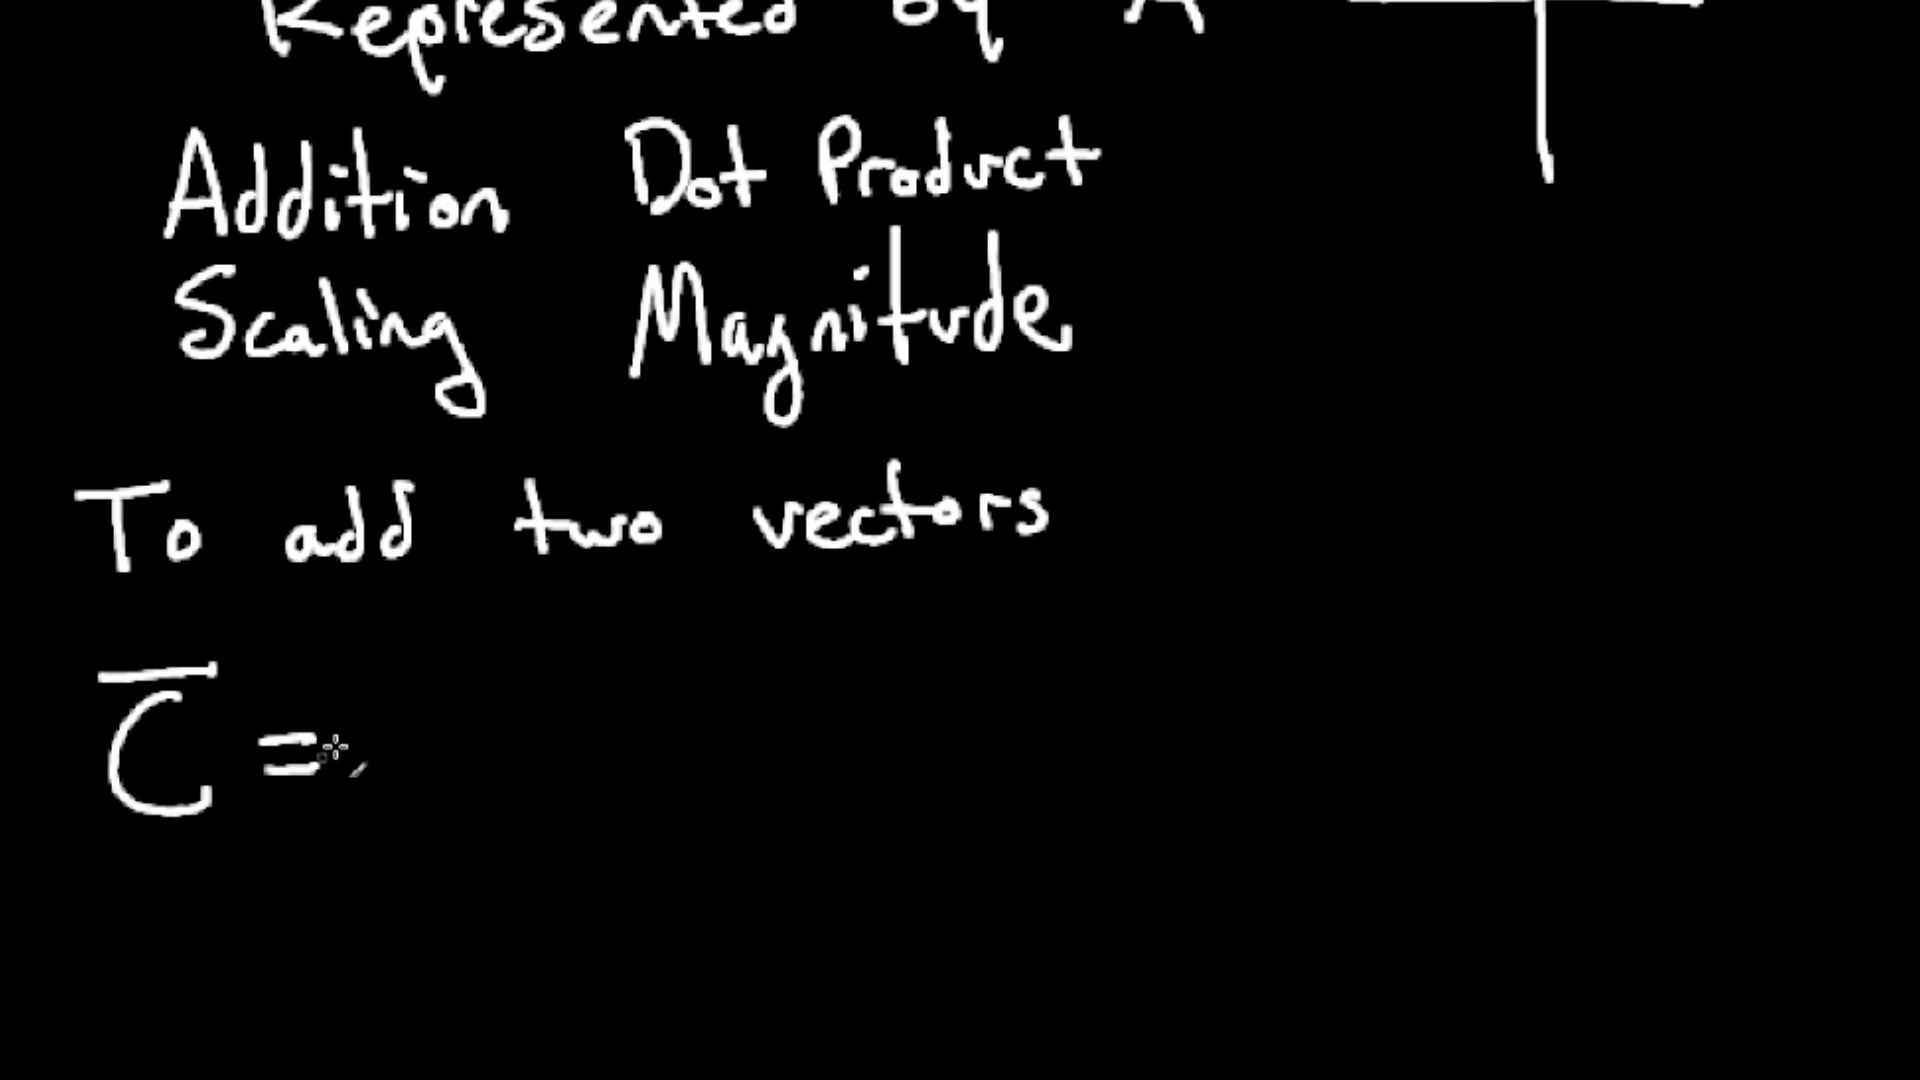 Represented by A
Addition Dot Product
Scaling Magnitude
To add two vectors
C̅ =